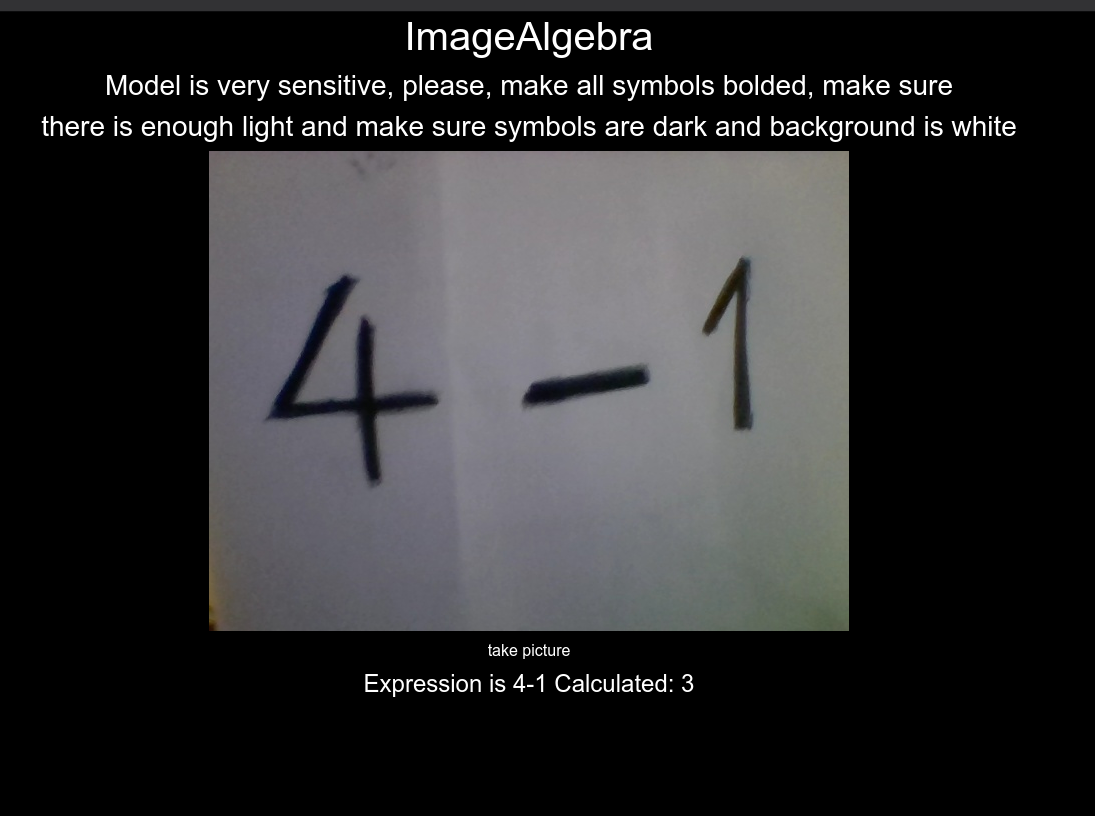 ImageAlgebra
Model is very sensitive, please, make all symbols bolded, make sure
there is enough light and make sure symbols are dark and background is white
4 - 1
take picture
Expression is 4-1 Calculated: 3